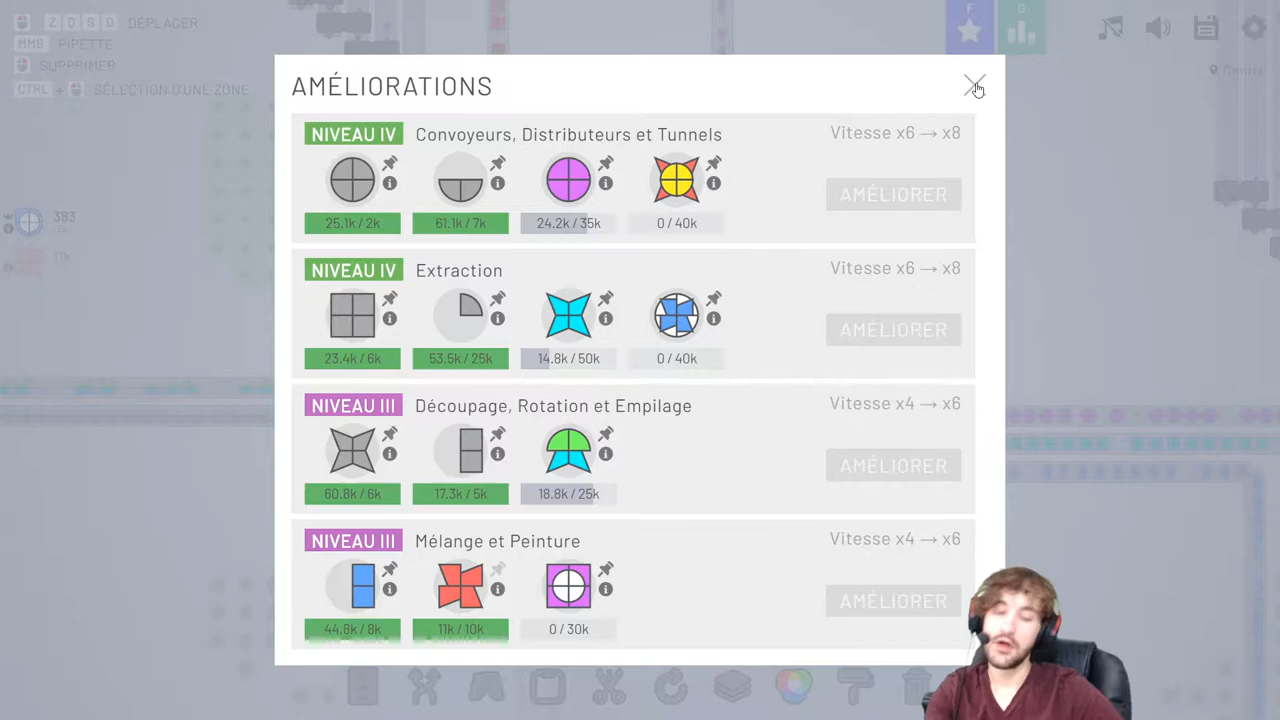 Z Q S D DÉPLACER
MMB PIPETTE
SUPPRIMER
CTRL + SÉLECTION D'UNE ZONE
F
G
AMÉLIORATIONS
NIVEAU IV Convoyeurs, Distributeurs et Tunnels Vitesse x6 → x8
AMÉLIORER
25.1k / 2k 61.1k / 7k 24.2k / 35k 0 / 40k
383
11k
NIVEAU IV Extraction Vitesse x6 → x8
AMÉLIORER
23.4k / 6k 53.5k / 25k 14.8k / 50k 0 / 40k
NIVEAU III Découpage, Rotation et Empilage Vitesse x4 → x6
AMÉLIORER
60.8k / 6k 17.3k / 5k 18.8k / 25k
NIVEAU III Mélange et Peinture Vitesse x4 → x6
AMÉLIORER
44.8k / 8k 11k / 10k 0 / 30k